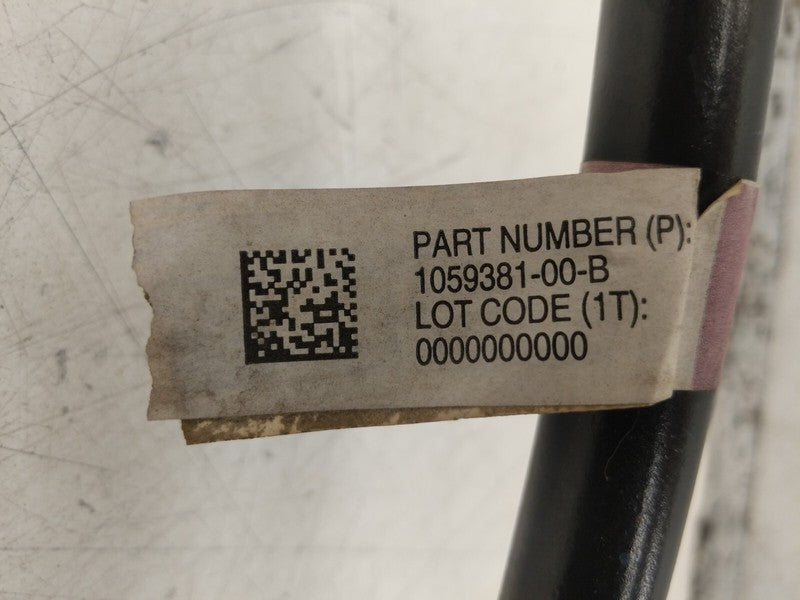 PART NUMBER (P):
1059381-00-B
LOT CODE (1T):
0000000000